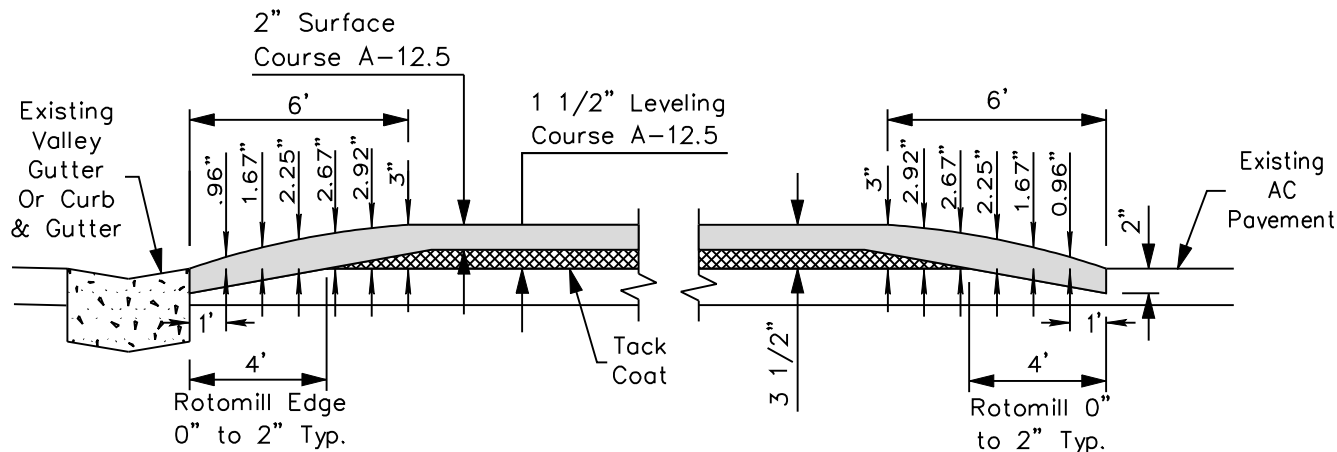 2" Surface
Course A-12.5
1 1/2" Leveling
Course A-12.5
Existing
Valley
Gutter
Or Curb
& Gutter
6'
.96"
1.67"
2.25"
2.67"
2.92"
3"
6'
3"
2.92"
2.67"
2.25"
1.67"
0.96"
Existing
AC
Pavement
2"
1'
4'
Rotomill Edge
0" to 2" Typ.
Tack
Coat
3 1/2"
1'
4'
Rotomill 0"
to 2" Typ.